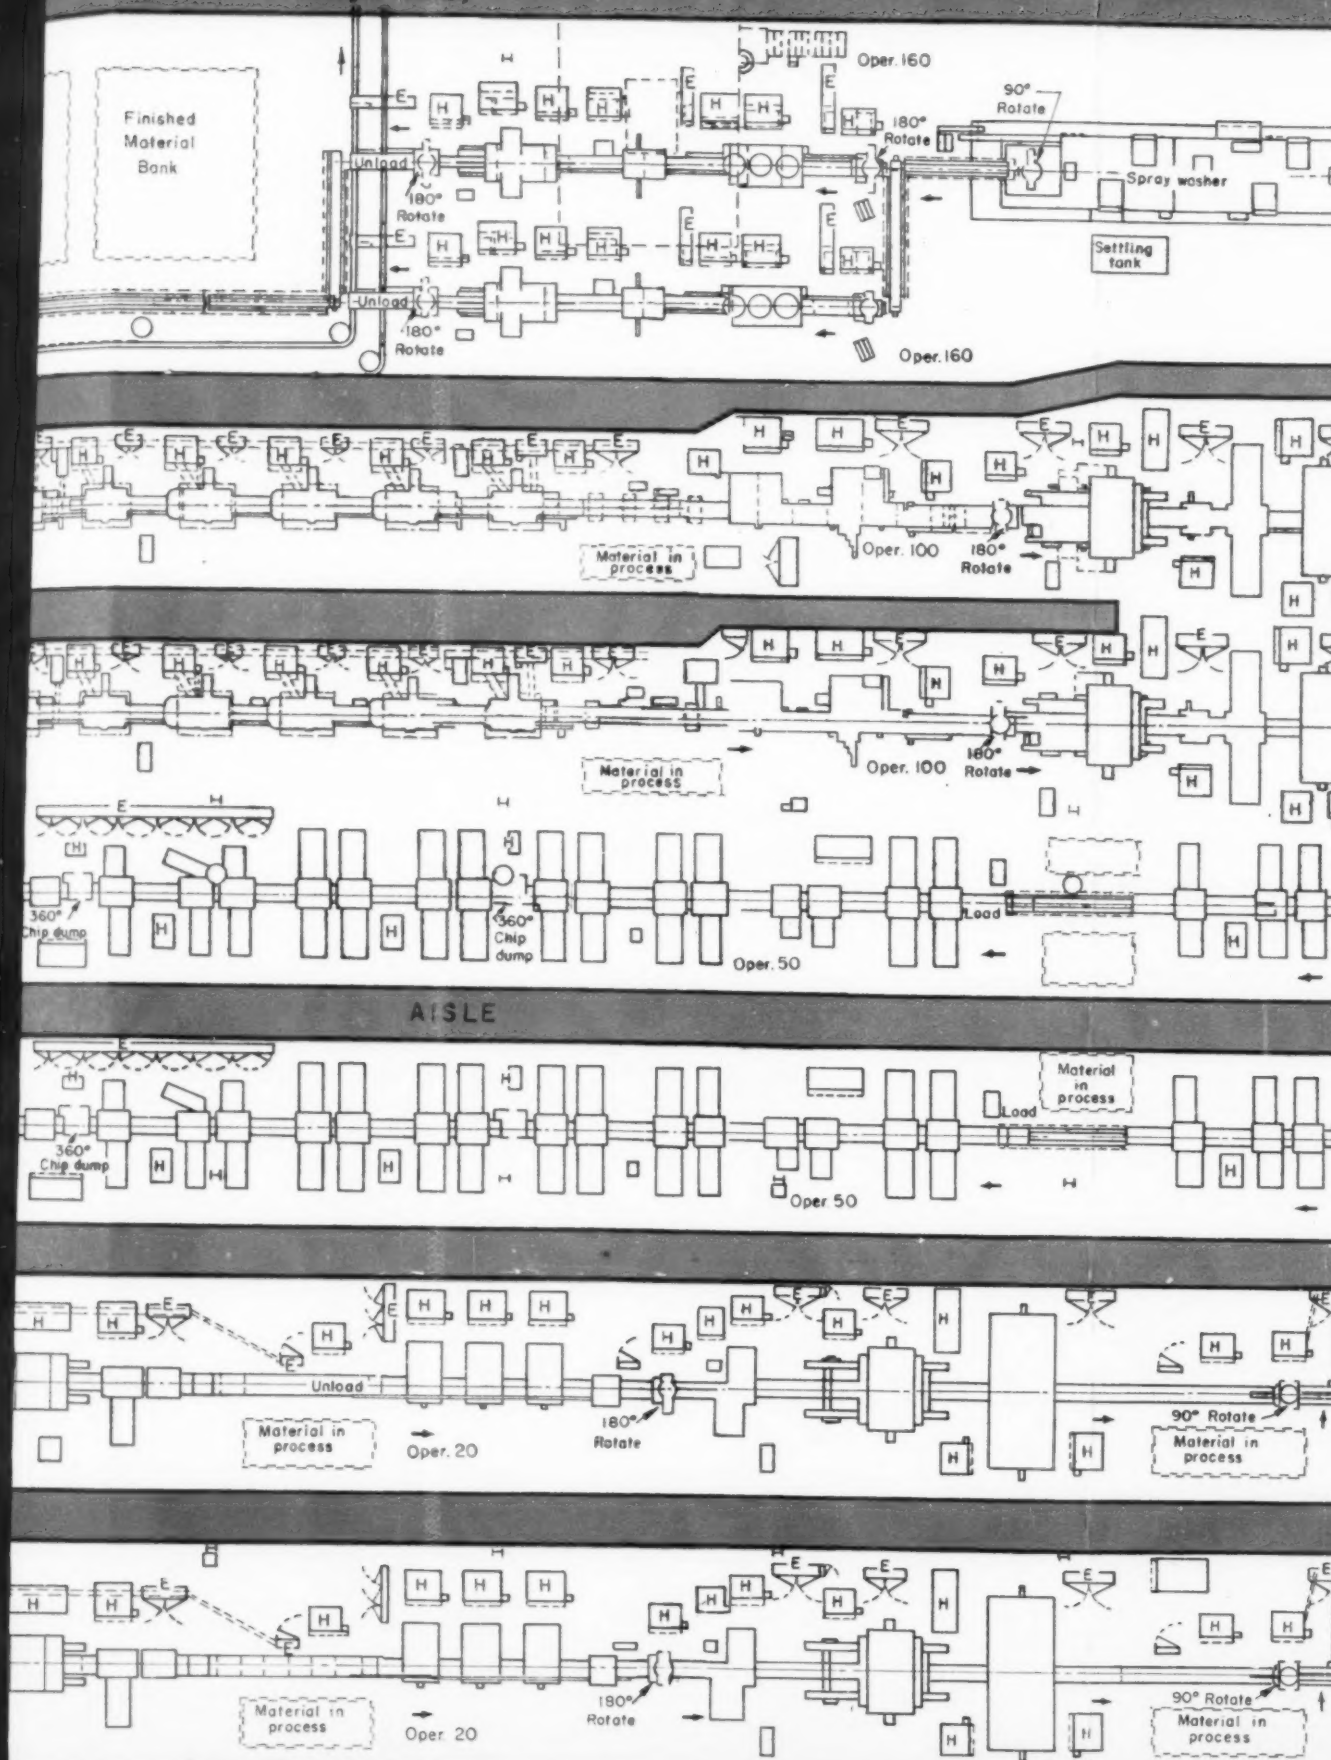 Oper. 160
90°
Rotate
E
H
H
H
E
H
H
E
H
180°
Rotate
Finished
Material
Bank
Unload
180°
Rotate
Spray washer
Settling
tank
E
H
H
H
H
E
H
H
E
H
Unload
180°
Rotate
Oper. 160
E
H
E
H
E
H
E
H
E
H
E
H
E
H
H
H
E
H
H
E
H
H
E
H
Material in
process
Oper. 100
180°
Rotate
H
H
E
H
E
H
E
H
E
H
E
H
E
H
E
H
H
E
H
H
E
H
H
E
H
Material in
process
Oper. 100
180°
Rotate
H
H
H
E
H
H
H
H
H
360°
Chip dump
360°
Chip
dump
Load
Oper. 50
H
AISLE
E
H
H
Material
in
process
Load
360°
Chip dump
H
H
H
H
H
H
Oper 50
H
H
E
E
H
H
H
H
E
H
H
H
E
H
E
H
E
H
H
E
Unload
180°
Rotate
Material in
process
Oper. 20
H
H
90° Rotate
Material in
process
H
H
H
E
H
H
H
H
E
H
H
H
E
H
E
H
E
H
H
E
180°
Rotate
Material in
process
Oper. 20
H
H
90° Rotate
Material in
process